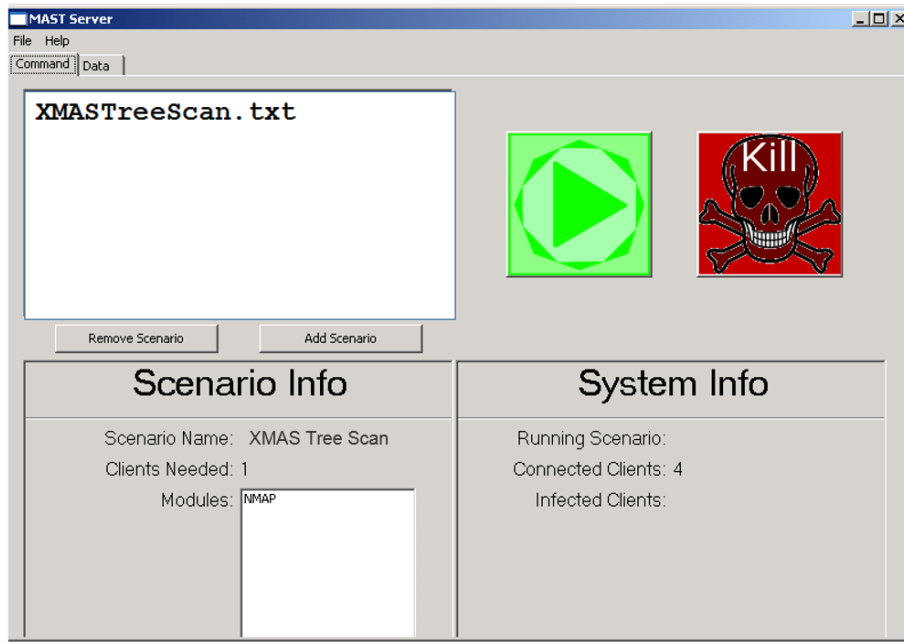 MAST Server
File Help
Command Data
XMASTreeScan.txt
Kill
Remove Scenario Add Scenario
Scenario Info
Scenario Name: XMAS Tree Scan
Clients Needed: 1
Modules: NMAP
System Info
Running Scenario:
Connected Clients: 4
Infected Clients: